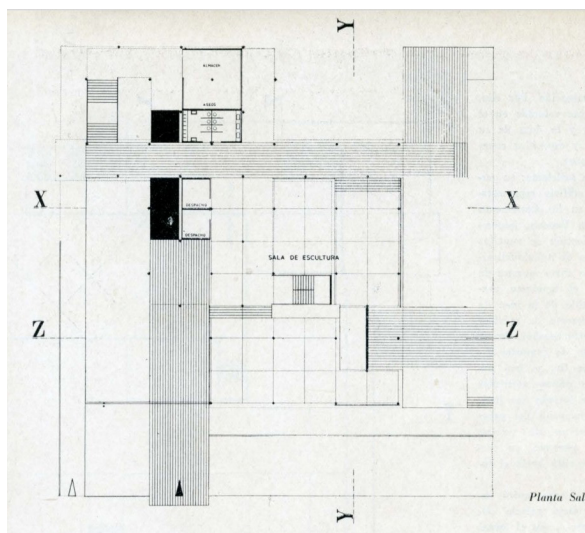 Y
ALMACEN
ASEOS
X
X
DESPACHO
DESPACHO
SALA DE ESCULTURA
Z
Z
Planta Sal
Y